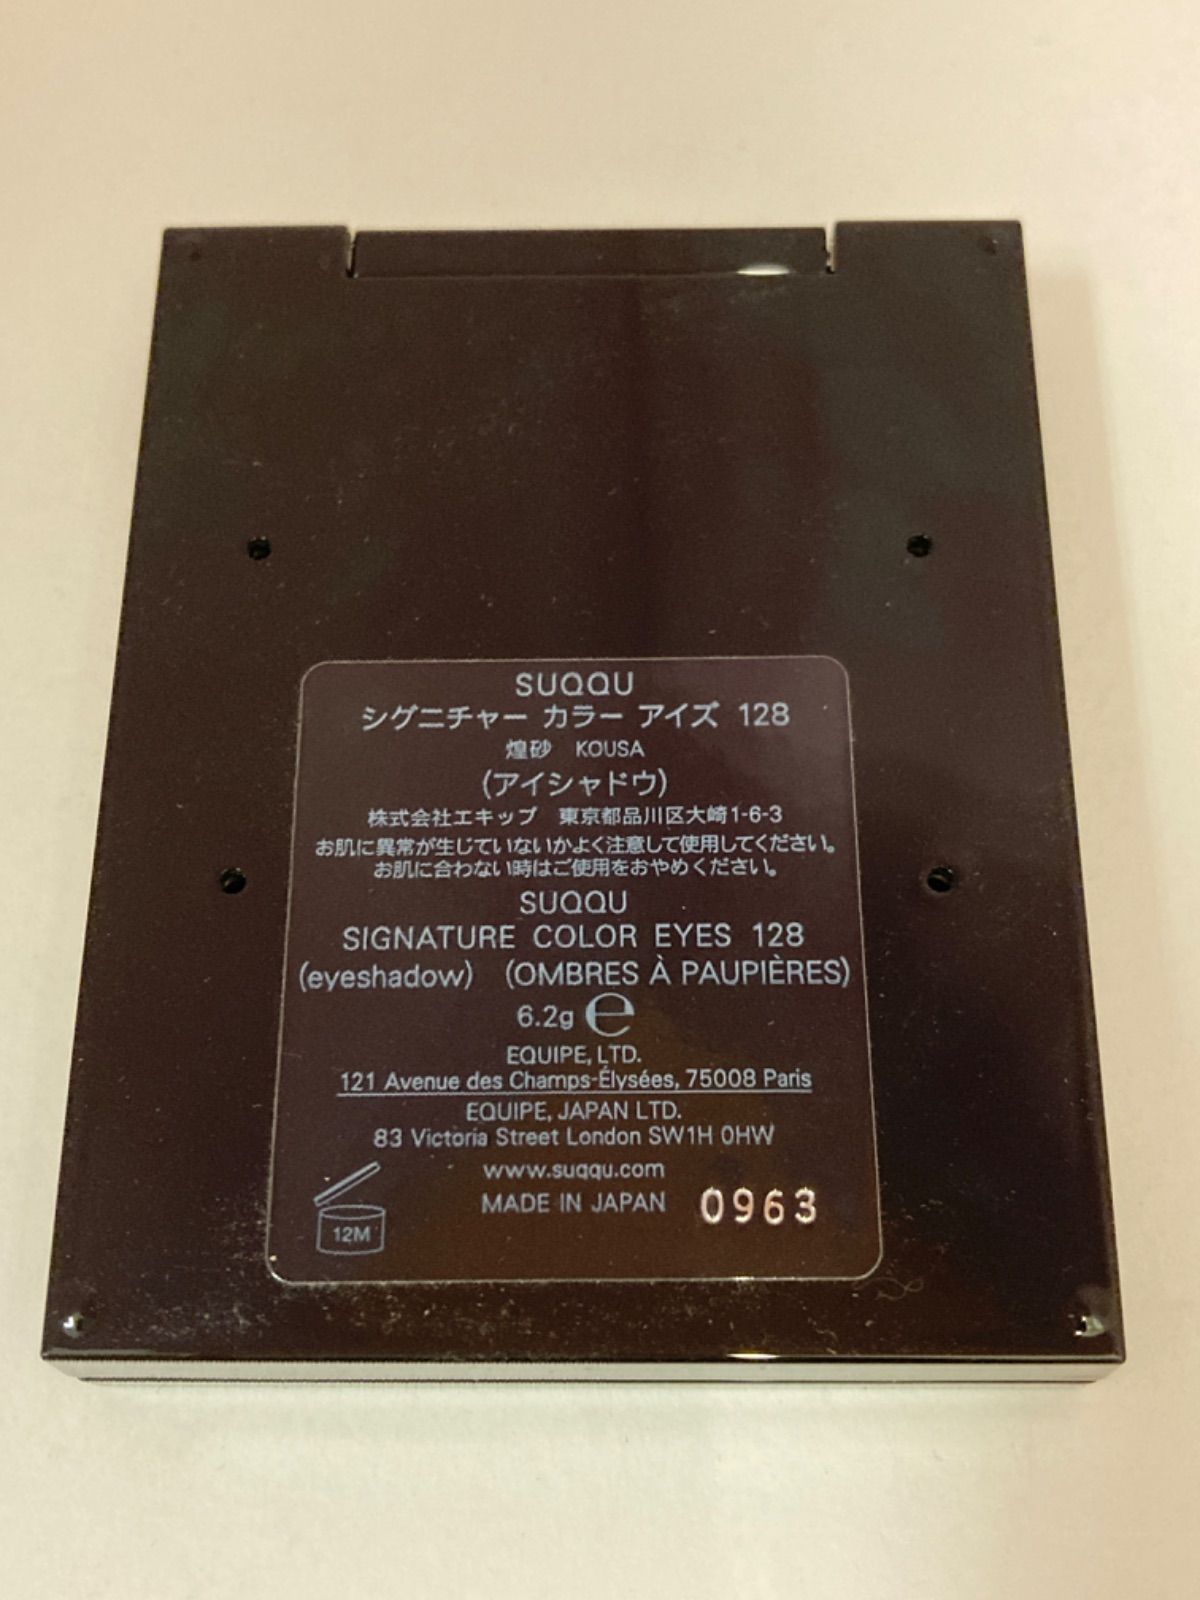 SUQQU
シグニチャー カラー アイズ 128
煌砂 KOUSA
(アイシャドウ)
株式会社エキップ 東京都品川区大崎1-6-3
お肌に異常が生じていないかよく注意して使用してください。
お肌に合わない時はご使用をおやめください。
SUQQU
SIGNATURE COLOR EYES 128
(eyeshadow) (OMBRES À PAUPIÈRES)
6.2g ℮
EQUIPE, LTD.
121 Avenue des Champs-Élysées, 75008 Paris
EQUIPE, JAPAN LTD.
83 Victoria Street London SW1H 0HW
www.suqqu.com
MADE IN JAPAN 0963
12M